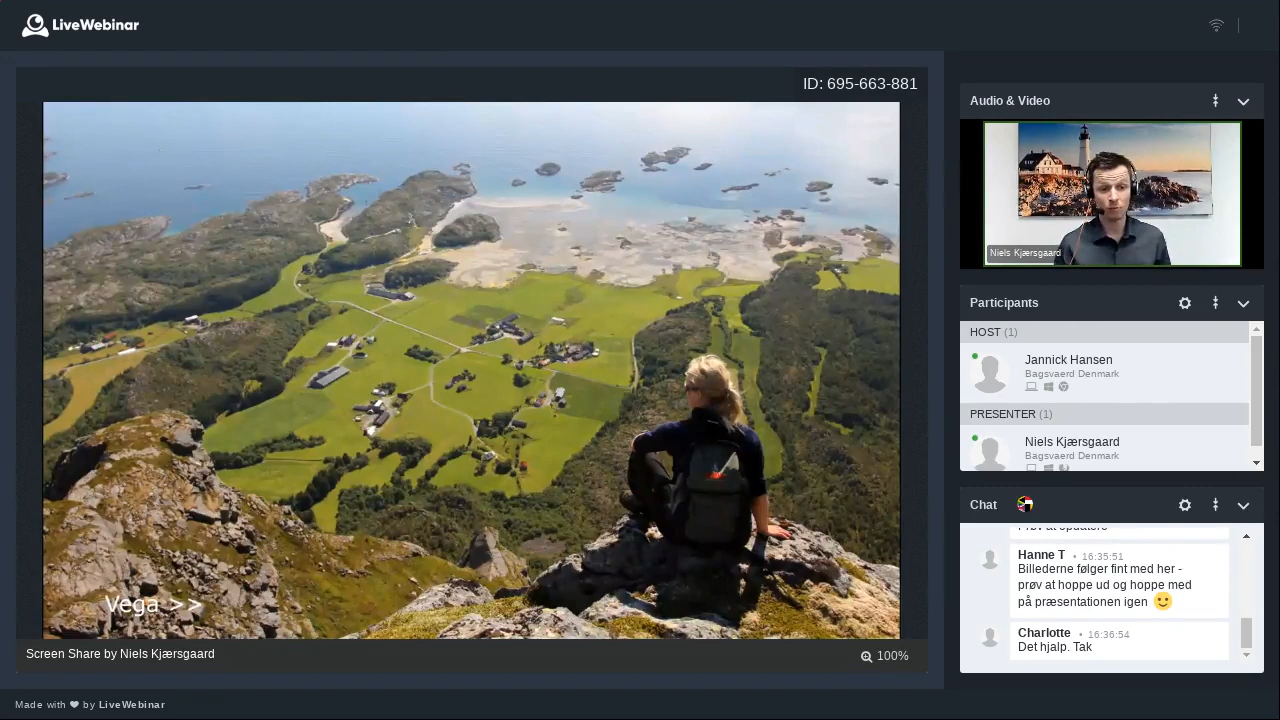 LiveWebinar
ID: 695-663-881
Vega >>
Screen Share by Niels Kjærsgaard
100%
Made with by LiveWebinar
Audio & Video
Niels Kjærsgaard
Participants
HOST (1)
Jannick Hansen
Bagsvaerd Denmark
PRESENTER (1)
Niels Kjærsgaard
Bagsvaerd Denmark
Chat
Prøv at opdatere
Hanne T • 16:35:51
Billederne følger fint med her -
prøv at hoppe ud og hoppe med
på præsentationen igen
Charlotte • 16:36:54
Det hjalp. Tak